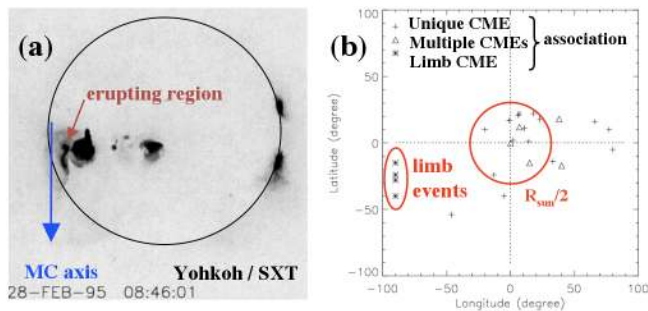 (a)
erupting region
MC axis
Yohkoh / SXT
28-FEB-95 08:46:01
(b)
Unique CME
Multiple CMEs
Limb CME
association
limb
events
R_sun/2
Latitude (degree)
100
50
0
-50
-100
-100 -50 0 50 100
Longitude (degree)